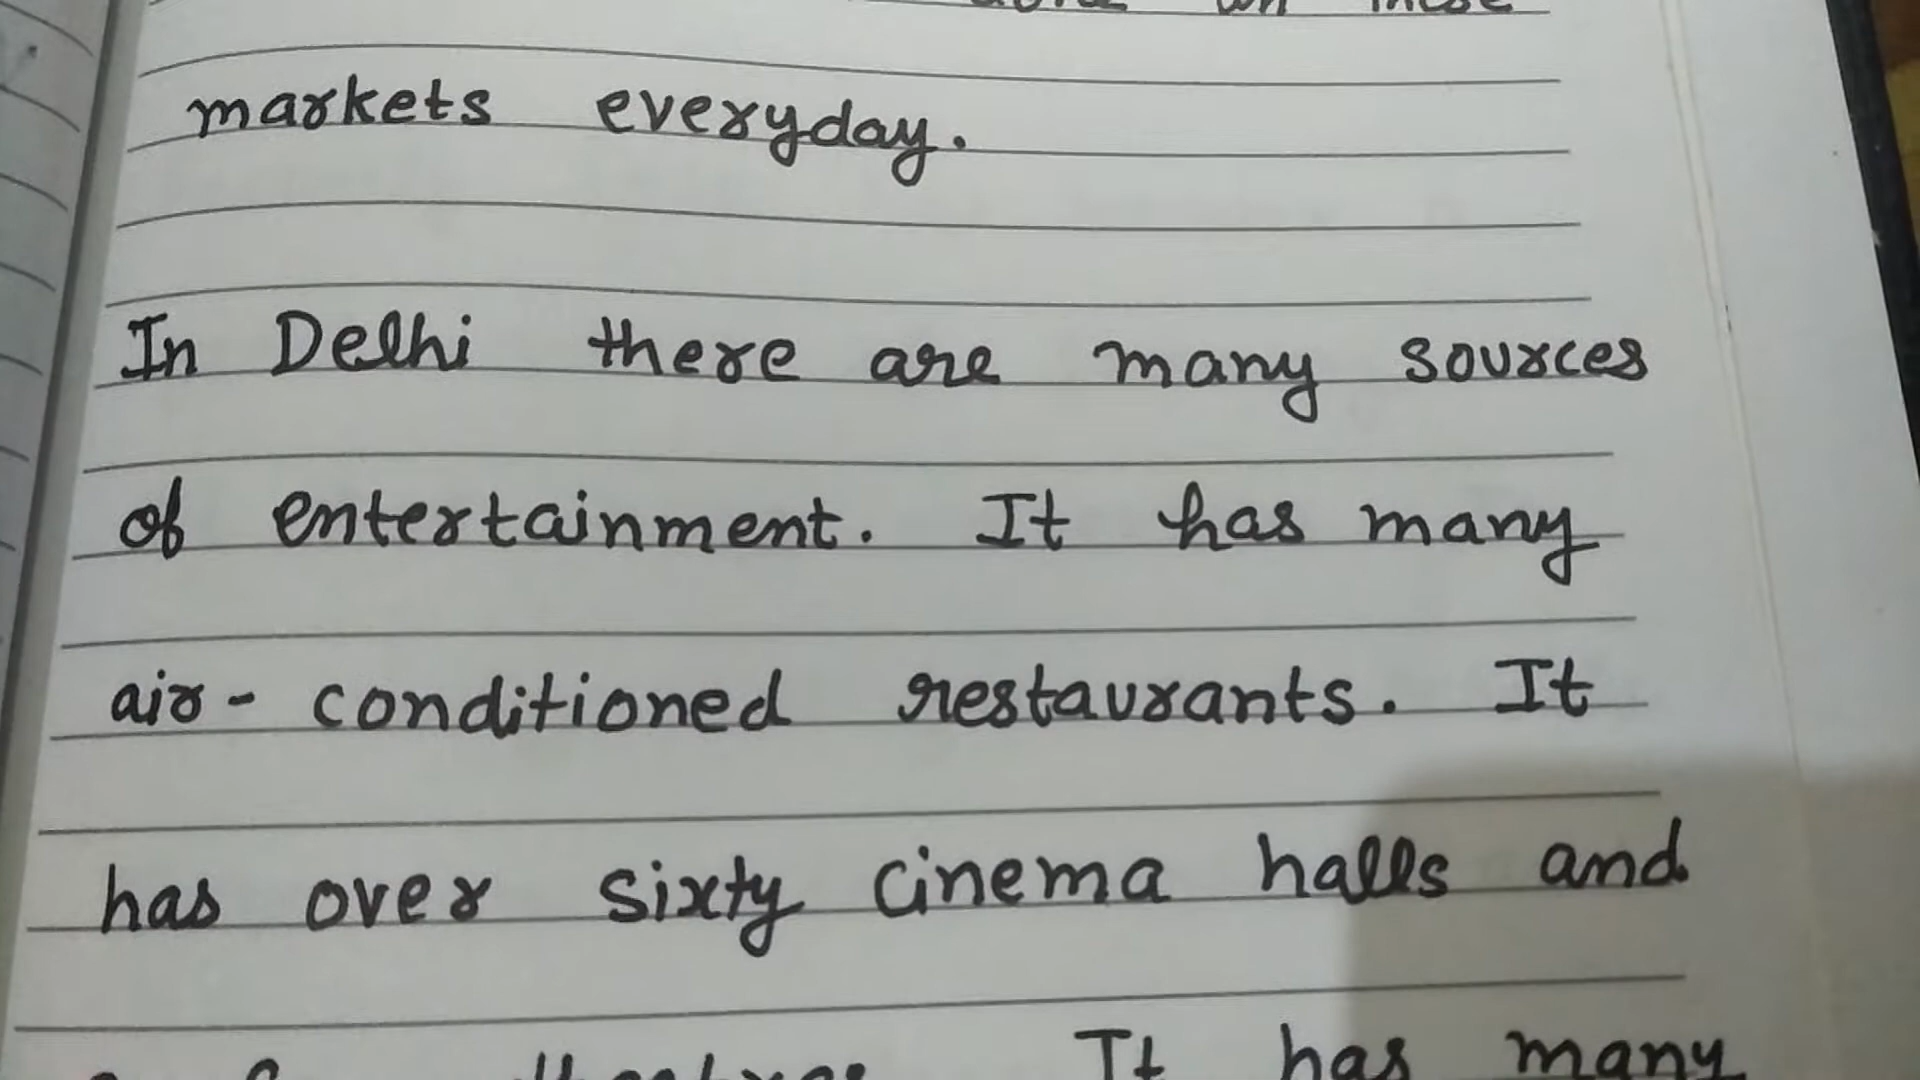 markets everyday.
In Delhi there are many sources
of entertainment. It has many
air-conditioned restaurants. It
has over sixty cinema halls and
It has many